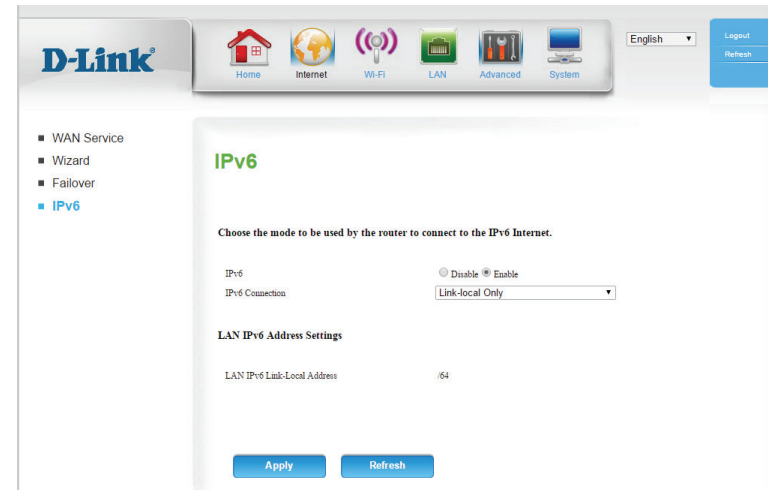 D-Link
Home
Internet
Wi-Fi
LAN
Advanced
System
English
Logout
Refresh
WAN Service
Wizard
Failover
IPv6
IPv6
Choose the mode to be used by the router to connect to the IPv6 Internet.
IPv6 Disable Enable
IPv6 Connection Link-local Only
LAN IPv6 Address Settings
LAN IPv6 Link-Local Address /64
Apply Refresh